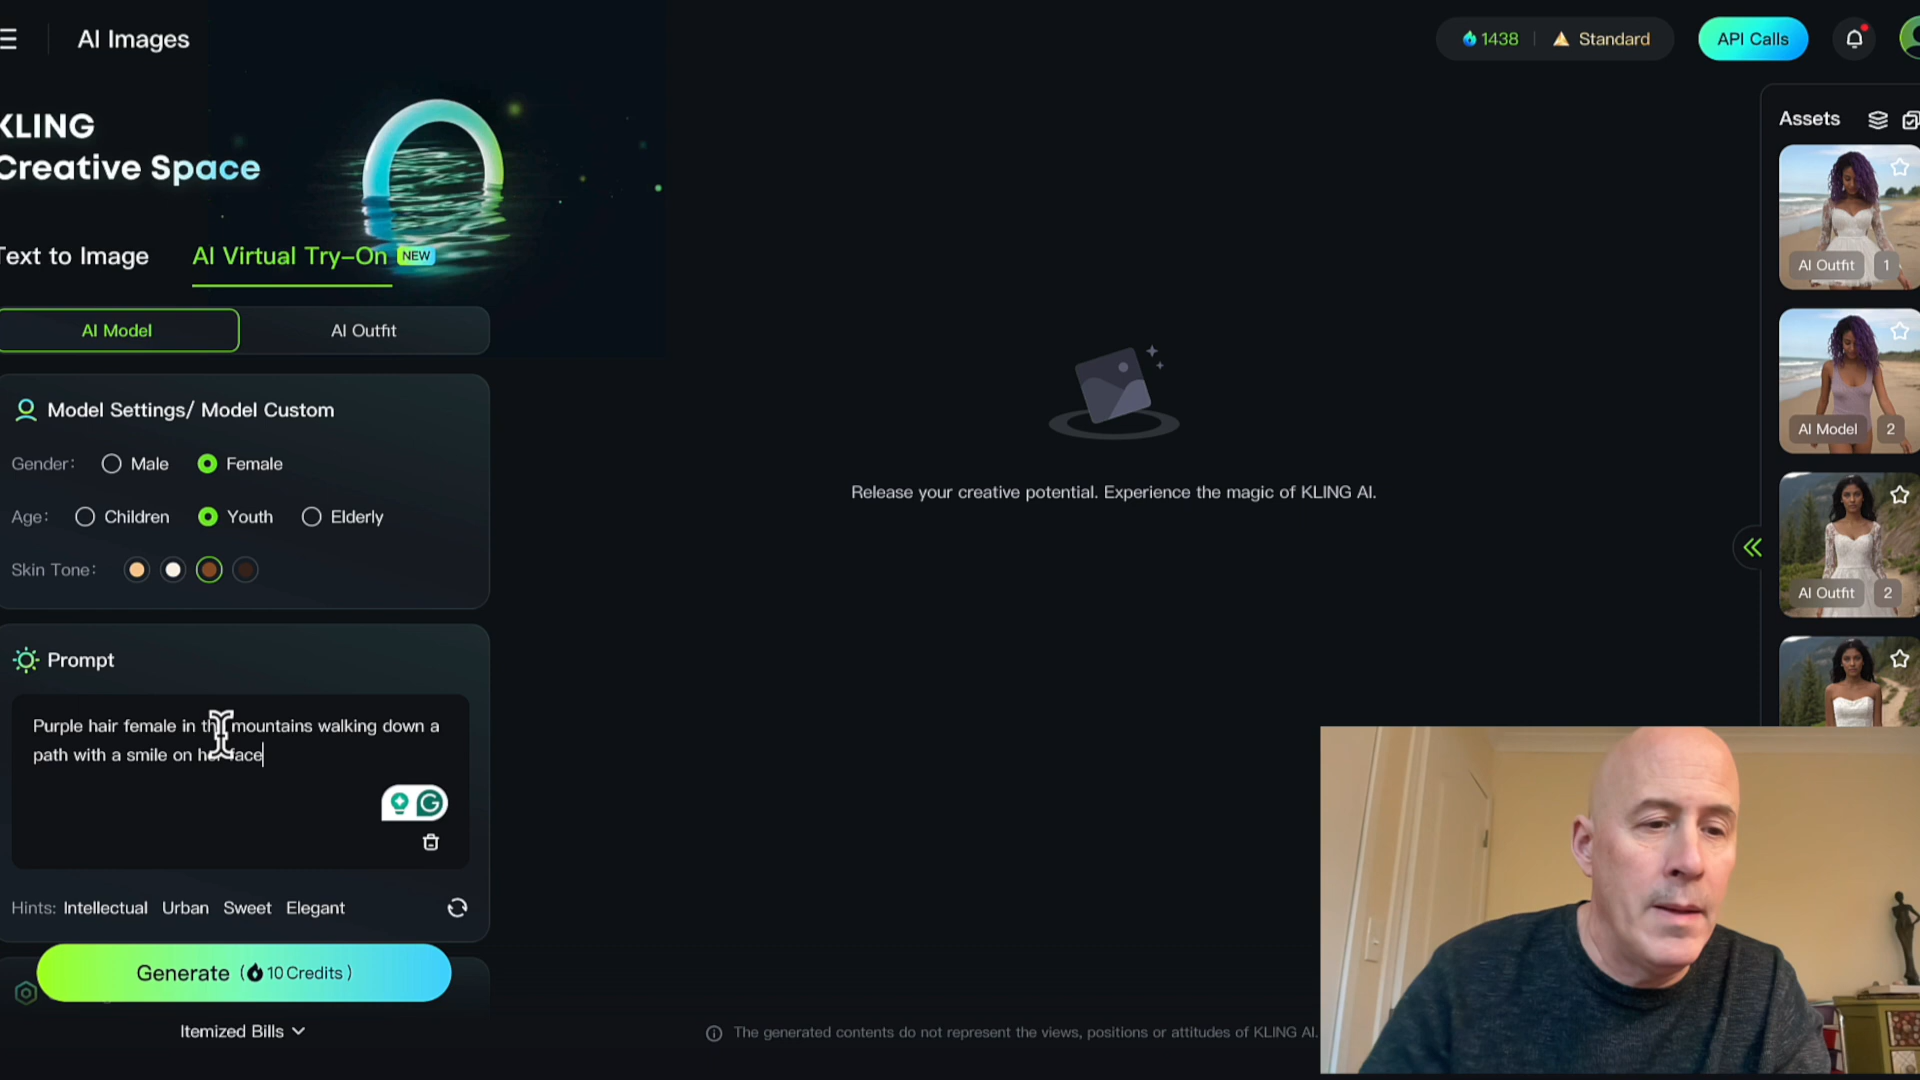 AI Images
1438
Standard
API Calls
KLING
Creative Space
Text to Image
AI Virtual Try-On
NEW
AI Model
AI Outfit
Model Settings/ Model Custom
Gender:
Male
Female
Age:
Children
Youth
Elderly
Skin Tone:
Prompt
Purple hair female in the mountains walking down a
path with a smile on her face
Hints:
Intellectual
Urban
Sweet
Elegant
Generate
( 10 Credits )
Itemized Bills
Release your creative potential. Experience the magic of KLING AI.
The generated contents do not represent the views, positions or attitudes of KLING AI.
Assets
AI Outfit
1
AI Model
2
AI Outfit
2